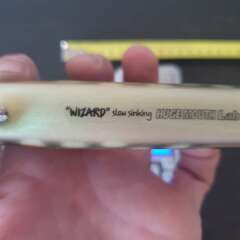 "WIZARD" slow sinking HUGEMOUTH Lab